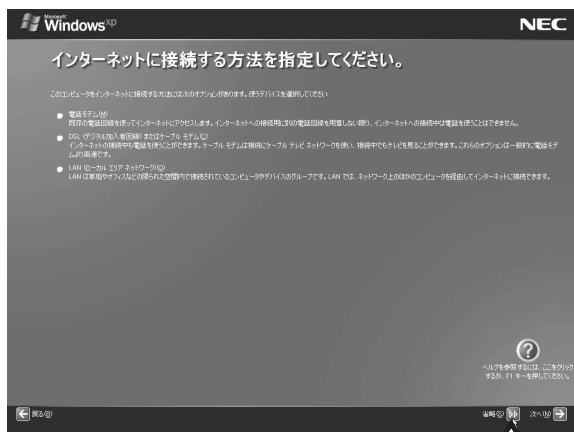 Microsoft
Windows xp
NEC
インターネットに接続する方法を指定してください。
このコンピュータをインターネットに接続する方法には次のオプションがあります。使うデバイスを選択してください
電話モデム(M)
既存の電話回線を使ってインターネットにアクセスします。インターネットへの接続用に別の電話回線を用意しない限り、インターネットへの接続中は電話を使うことはできません。
DSL (デジタル加入者回線) またはケーブル モデム(C)
インターネットの接続中も電話を使うことができます。ケーブル モデムは接続にケーブル テレビ ネットワークを使い、接続中でもテレビを見ることができます。これらのオプションは一般的に電話モデ
ムより高速です。
LAN (ローカル エリア ネットワーク)(Q)
LAN は家庭やオフィスなどの限られた空間内で接続されているコンピュータやデバイスのグループです。LAN では、ネットワーク上のほかのコンピュータを経由してインターネットに接続できます。
?
ヘルプを参照するには、ここをクリック
するか、F1 キーを押してください。
戻る(B)
省略(S)
次へ(N)